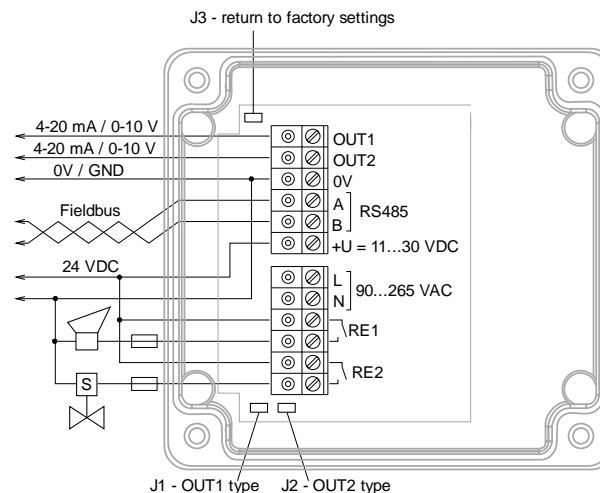 J3 - return to factory settings
4-20 mA / 0-10 V
OUT1
4-20 mA / 0-10 V
OUT2
0V / GND
0V
Fieldbus
A
RS485
B
+U = 11...30 VDC
24 VDC
L
90...265 VAC
N
RE1
RE2
S
J1 - OUT1 type
J2 - OUT2 type